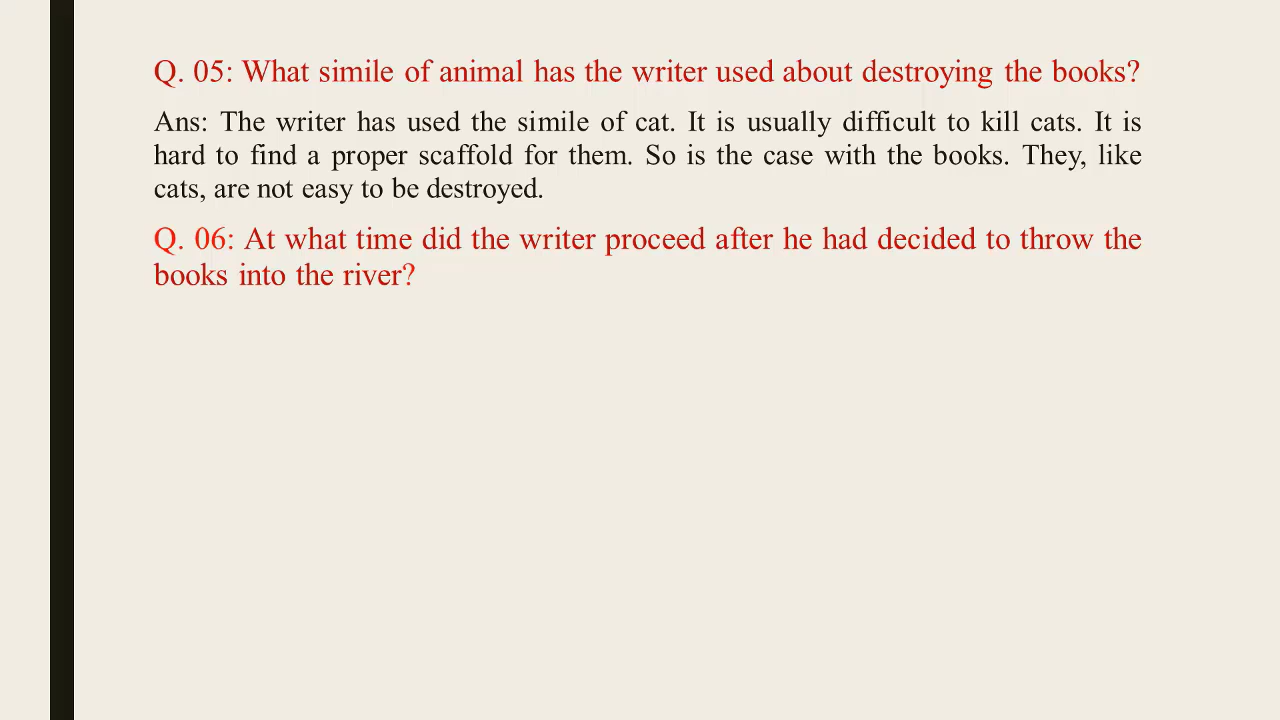 Q. 05: What simile of animal has the writer used about destroying the books?
Ans: The writer has used the simile of cat. It is usually difficult to kill cats. It is
hard to find a proper scaffold for them. So is the case with the books. They, like
cats, are not easy to be destroyed.
Q. 06: At what time did the writer proceed after he had decided to throw the
books into the river?